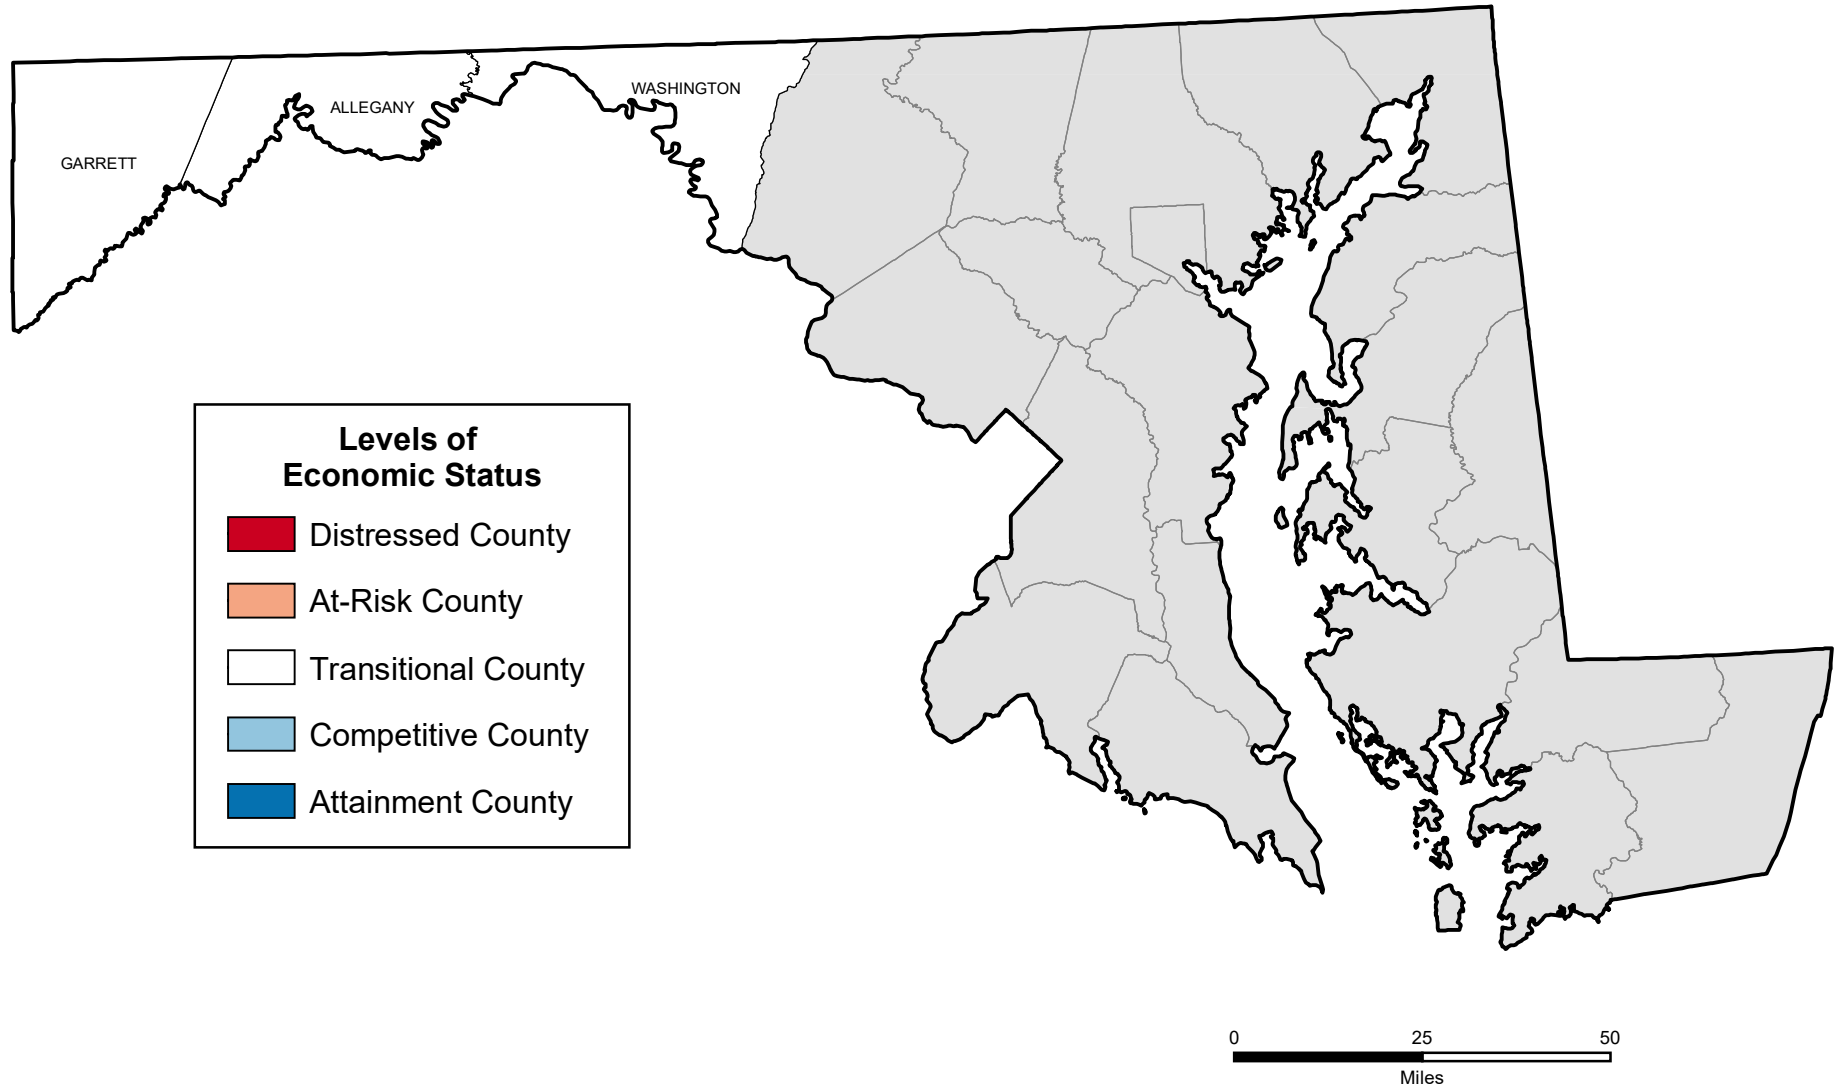 WASHINGTON
ALLEGANY
GARRETT
Levels of
Economic Status
Distressed County
At-Risk County
Transitional County
Competitive County
Attainment County
0 25 50
Miles